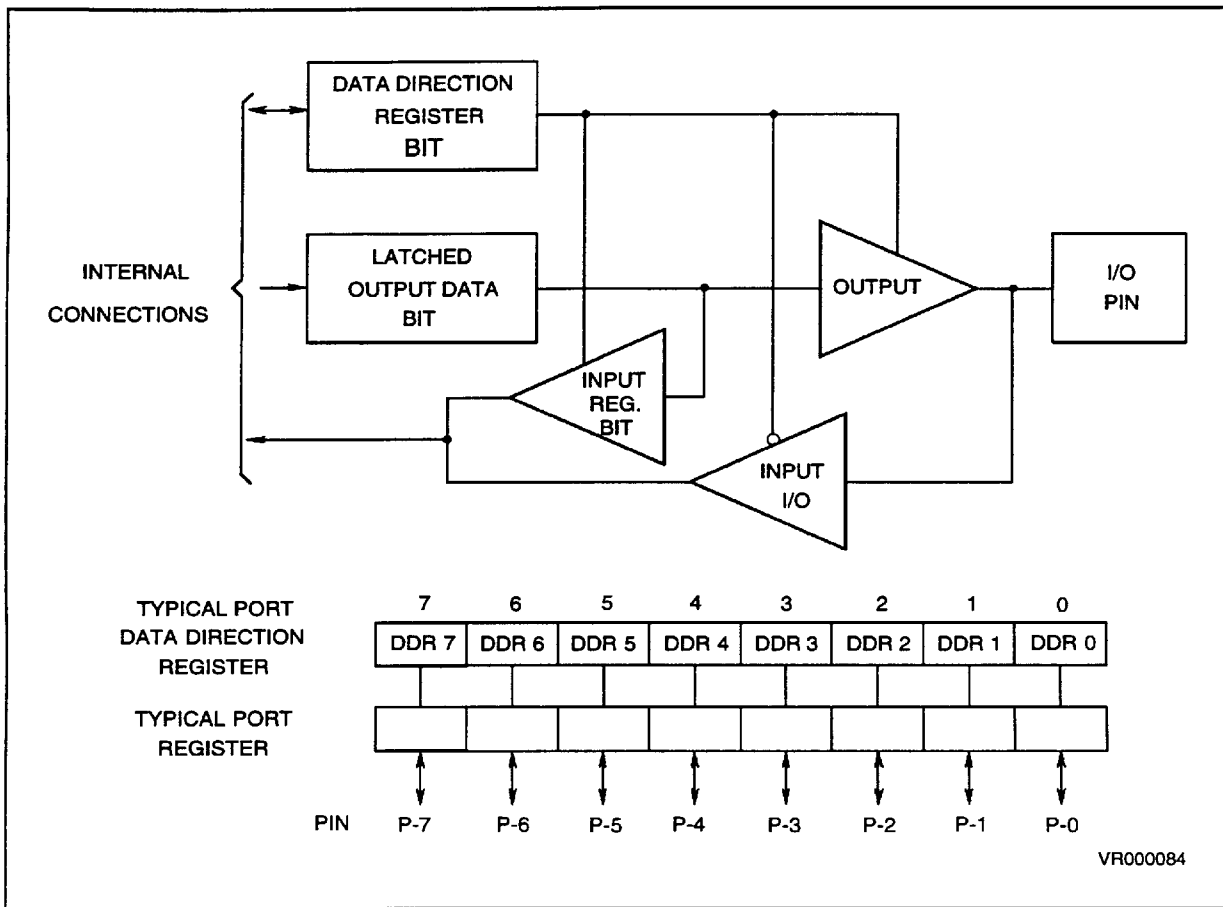 DATA DIRECTION
REGISTER
BIT
LATCHED
OUTPUT DATA
BIT
INTERNAL
CONNECTIONS
OUTPUT
I/O
PIN
INPUT
REG.
BIT
INPUT
I/O
TYPICAL PORT
DATA DIRECTION
REGISTER
7 6 5 4 3 2 1 0
DDR 7 DDR 6 DDR 5 DDR 4 DDR 3 DDR 2 DDR 1 DDR 0
TYPICAL PORT
REGISTER
PIN P-7 P-6 P-5 P-4 P-3 P-2 P-1 P-0
VR000084